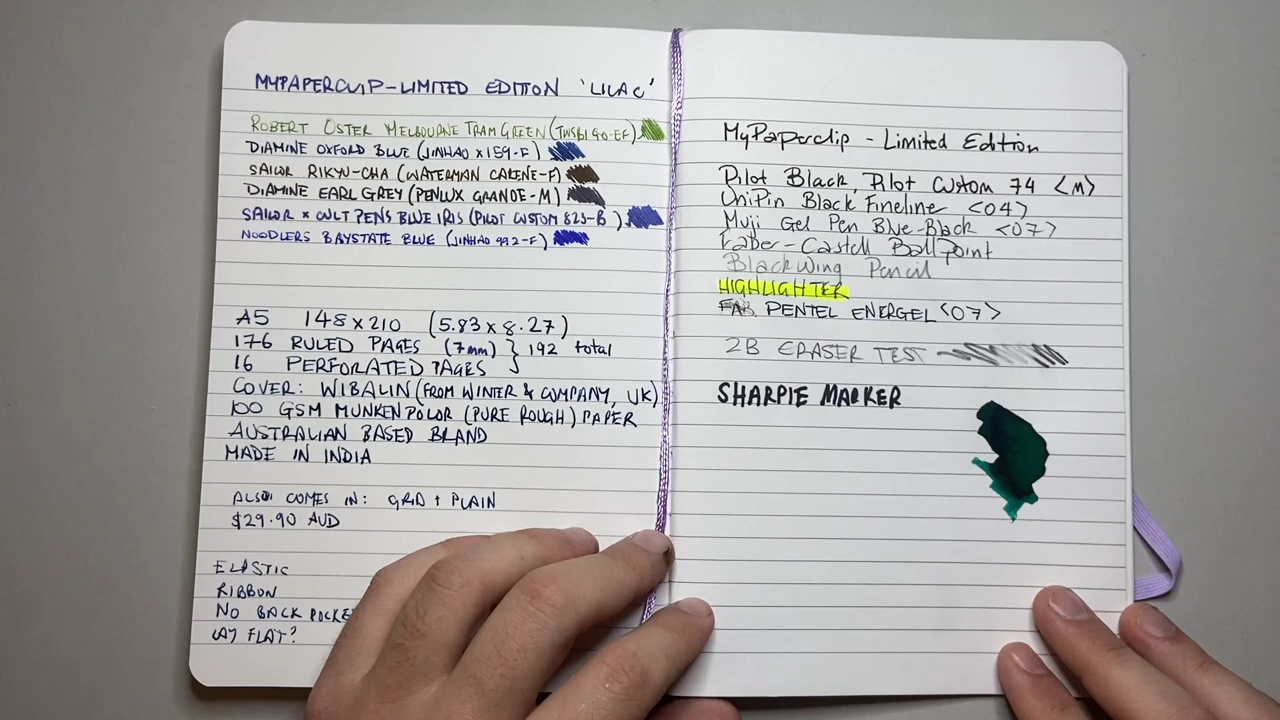 MYPAPERCLIP-LIMITED EDITION 'LILAC'
ROBERT OSTER MELBOURNE TRAM GREEN (TWSBI GO-EF)
DIAMINE OXFORD BLUE (JINHAO X159-F)
SAILOR RIKYU-CHA (WATERMAN CARENE-F)
DIAMINE EARL GREY (PENLUX GRANDE-M)
SAILOR X CULT PENS BLUE IRIS (PILOT CUSTOM 823-B)
NOODLERS BAYSTATE BLUE (JINHAO 992-F)
A5 148 x 210 (5.83 x 8.27)
176 RULED PAGES (7mm) } 192 total
16 PERFORATED PAGES
COVER: WIBALIN (FROM WINTER & COMPANY, UK)
100 GSM MUNKEN POLOR (PURE ROUGH) PAPER
AUSTRALIAN BASED BRAND
MADE IN INDIA
ALSO COMES IN: GRID + PLAIN
$29.90 AUD
ELASTIC
RIBBON
NO BACK POCKE
LAY FLAT?
MyPaperclip - Limited Edition
Pilot Black, Pilot Custom 74 <M>
UniPin Black Fineline <04>
Muji Gel Pen Blue-Black <07>
Faber-Castell BallPoint
Blackwing Pencil
HIGHLIGHTER
PENTEL ENERGEL <07>
2B ERASER TEST
SHARPIE MARKER